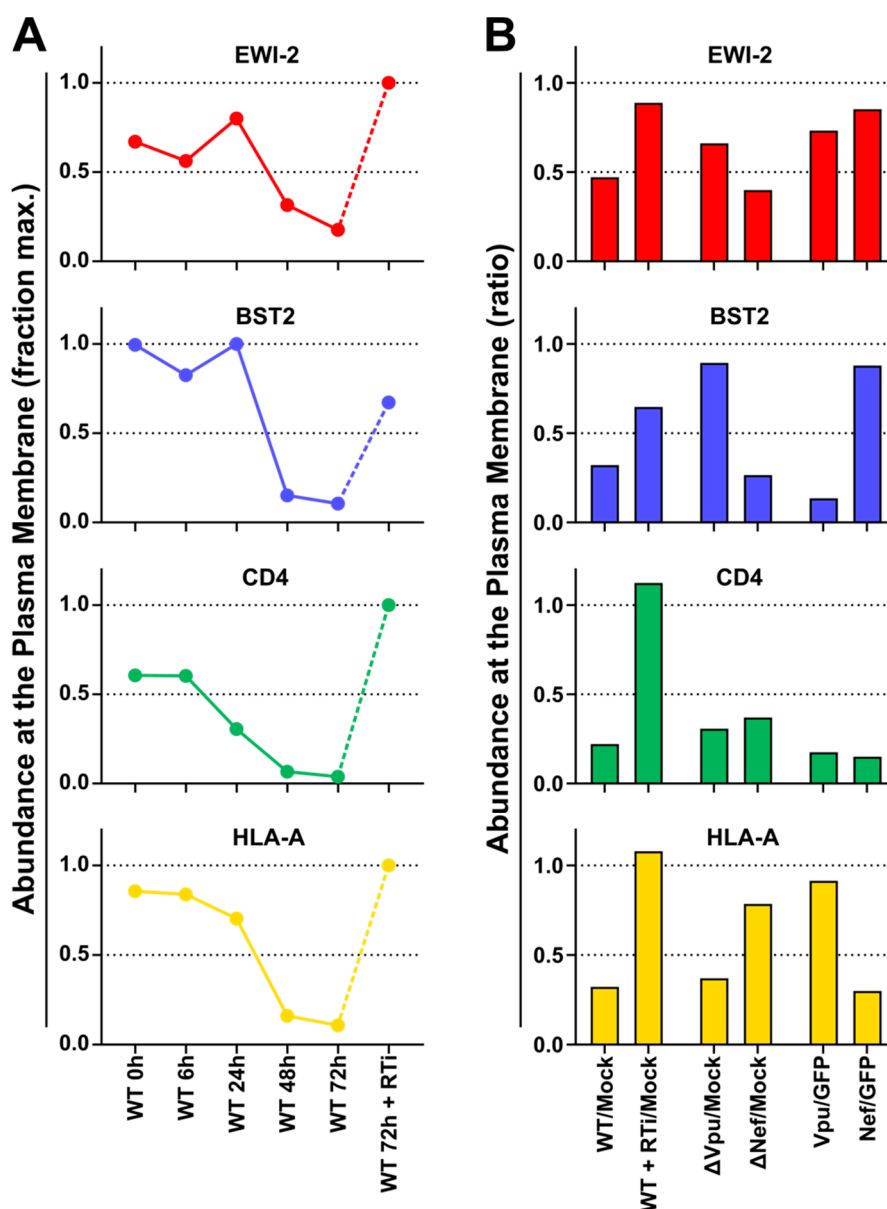 A
Abundance at the Plasma Membrane (fraction max.)
EWI-2
1.0
0.5
0.0
BST2
1.0
0.5
0.0
CD4
1.0
0.5
0.0
HLA-A
1.0
0.5
0.0
WT 0h
WT 6h
WT 24h
WT 48h
WT 72h
WT 72h + RTi
B
Abundance at the Plasma Membrane (ratio)
EWI-2
1.0
0.5
0.0
BST2
1.0
0.5
0.0
CD4
1.0
0.5
0.0
HLA-A
1.0
0.5
0.0
WT/Mock
WT + RTi/Mock
ΔVpu/Mock
ΔNef/Mock
Vpu/GFP
Nef/GFP